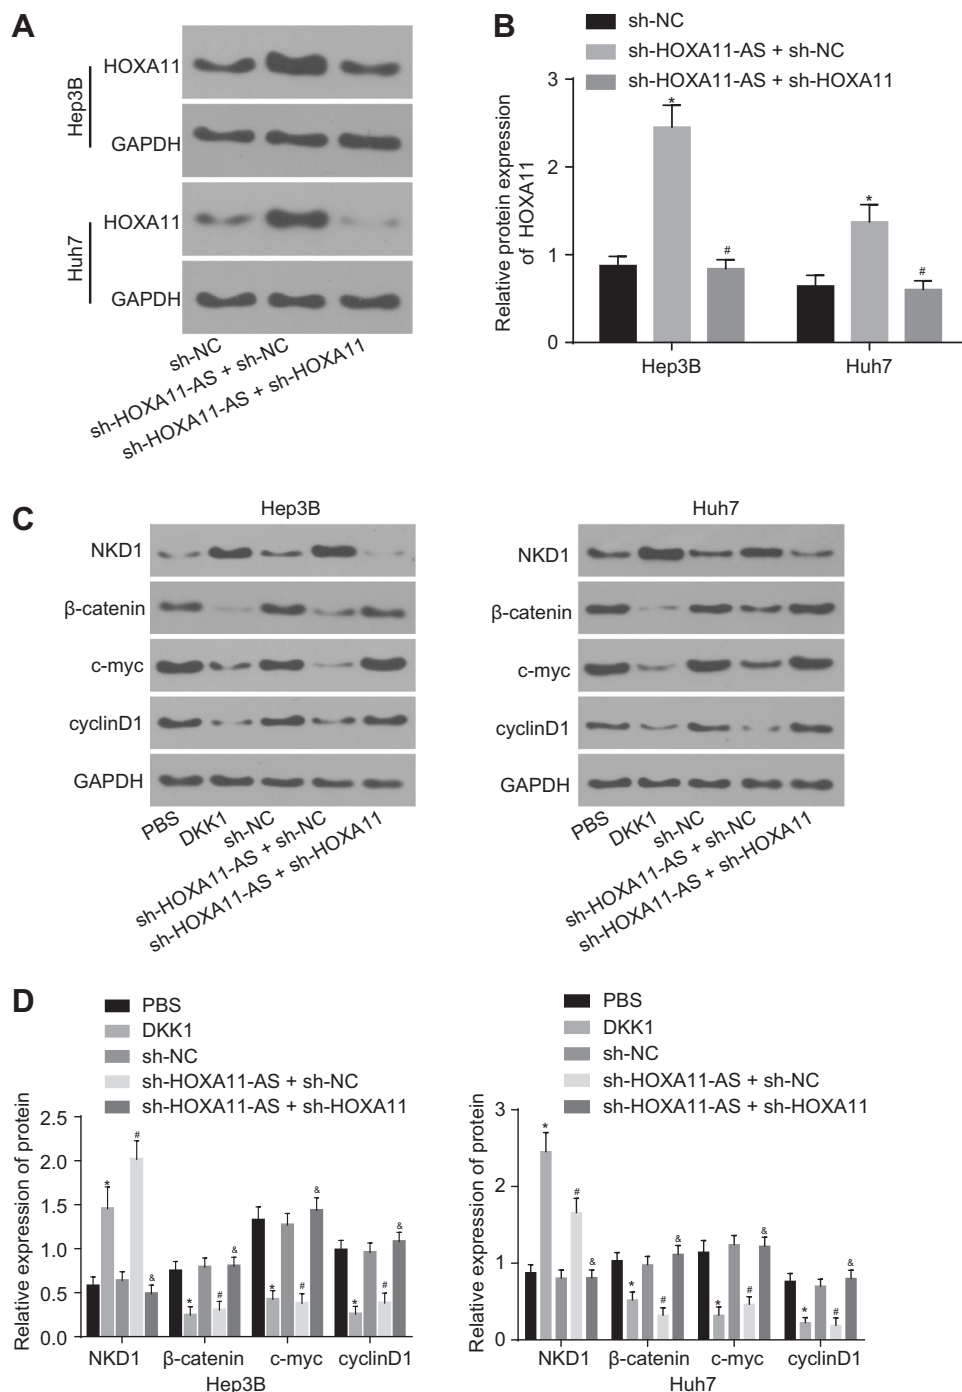 A
HOXA11
Hep3B
GAPDH
HOXA11
Huh7
GAPDH
sh-NC
sh-HOXA11-AS + sh-NC
sh-HOXA11-AS + sh-HOXA11
B
sh-NC
sh-HOXA11-AS + sh-NC
sh-HOXA11-AS + sh-HOXA11
Relative protein expression
of HOXA11
3
2
1
0
*
#
*
#
Hep3B
Huh7
C
Hep3B
NKD1
β-catenin
c-myc
cyclinD1
GAPDH
PBS
DKK1
sh-NC
sh-HOXA11-AS + sh-NC
sh-HOXA11-AS + sh-HOXA11
Huh7
NKD1
β-catenin
c-myc
cyclinD1
GAPDH
PBS
DKK1
sh-NC
sh-HOXA11-AS + sh-NC
sh-HOXA11-AS + sh-HOXA11
D
PBS
DKK1
sh-NC
sh-HOXA11-AS + sh-NC
sh-HOXA11-AS + sh-HOXA11
Relative expression of protein
2.5
2.0
1.5
1.0
0.5
0.0
* # &
* # &
* # &
* # &
NKD1 β-catenin c-myc cyclinD1
Hep3B
PBS
DKK1
sh-NC
sh-HOXA11-AS + sh-NC
sh-HOXA11-AS + sh-HOXA11
Relative expression of protein
3
2
1
0
* # &
* # &
* # &
* # &
NKD1 β-catenin c-myc cyclinD1
Huh7